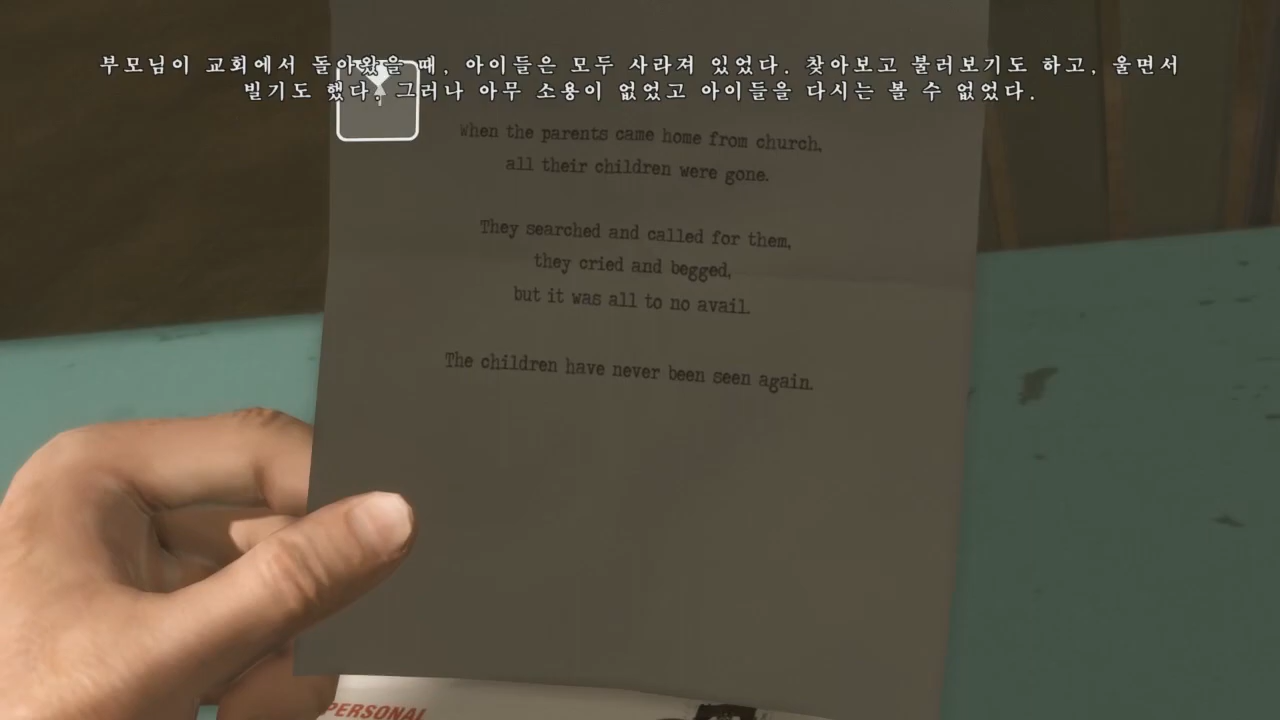 부모님이 교회에서 돌아왔을 때, 아이들은 모두 사라져 있었다. 찾아보고 불러보기도 하고, 울면서
빌기도 했다. 그러나 아무 소용이 없었고 아이들을 다시는 볼 수 없었다.
When the parents came home from church,
all their children were gone.
They searched and called for them,
they cried and begged,
but it was all to no avail.
The children have never been seen again.
PERSONAL